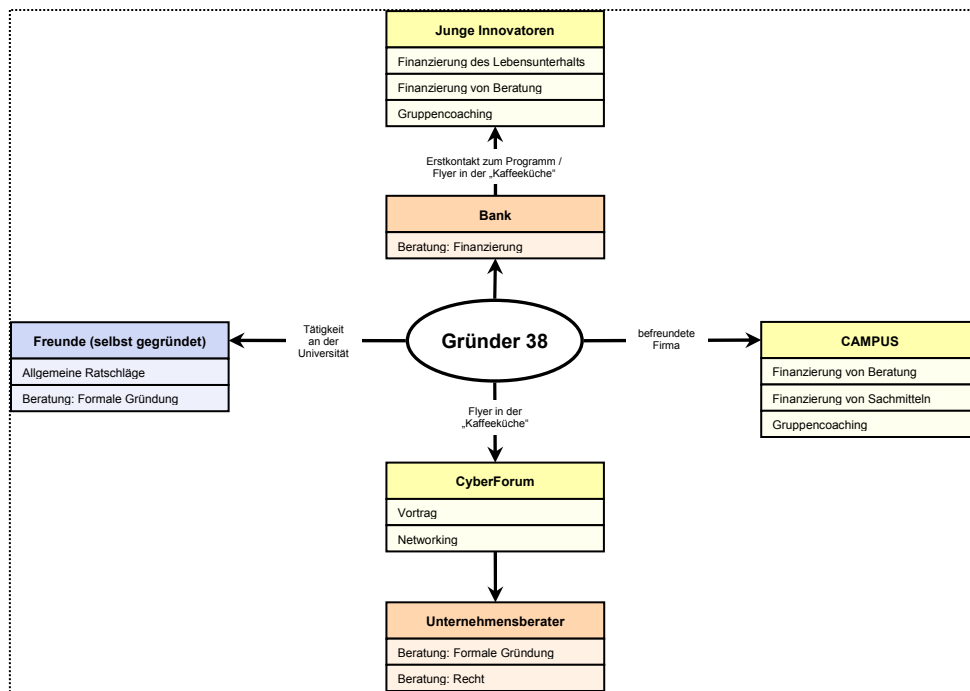 Junge Innovatoren
Finanzierung des Lebensunterhalts
Finanzierung von Beratung
Gruppencoaching
Erstkontakt zum Programm /
Flyer in der „Kaffeeküche“
Bank
Beratung: Finanzierung
Freunde (selbst gegründet)
Allgemeine Ratschläge
Beratung: Formale Gründung
Tätigkeit
an der
Universität
Gründer 38
befreundete
Firma
CAMPUS
Finanzierung von Beratung
Finanzierung von Sachmitteln
Gruppencoaching
Flyer in der
„Kaffeeküche“
CyberForum
Vortrag
Networking
Unternehmensberater
Beratung: Formale Gründung
Beratung: Recht